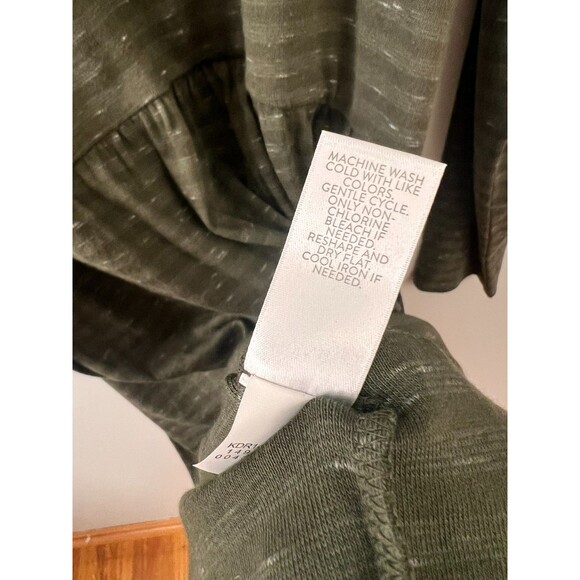 MACHINE WASH
COLD WITH LIKE
COLORS.
GENTLE CYCLE.
ONLY NON-
CHLORINE
BLEACH IF
NEEDED.
RESHAPE AND
DRY FLAT.
COOL IRON IF
NEEDED.